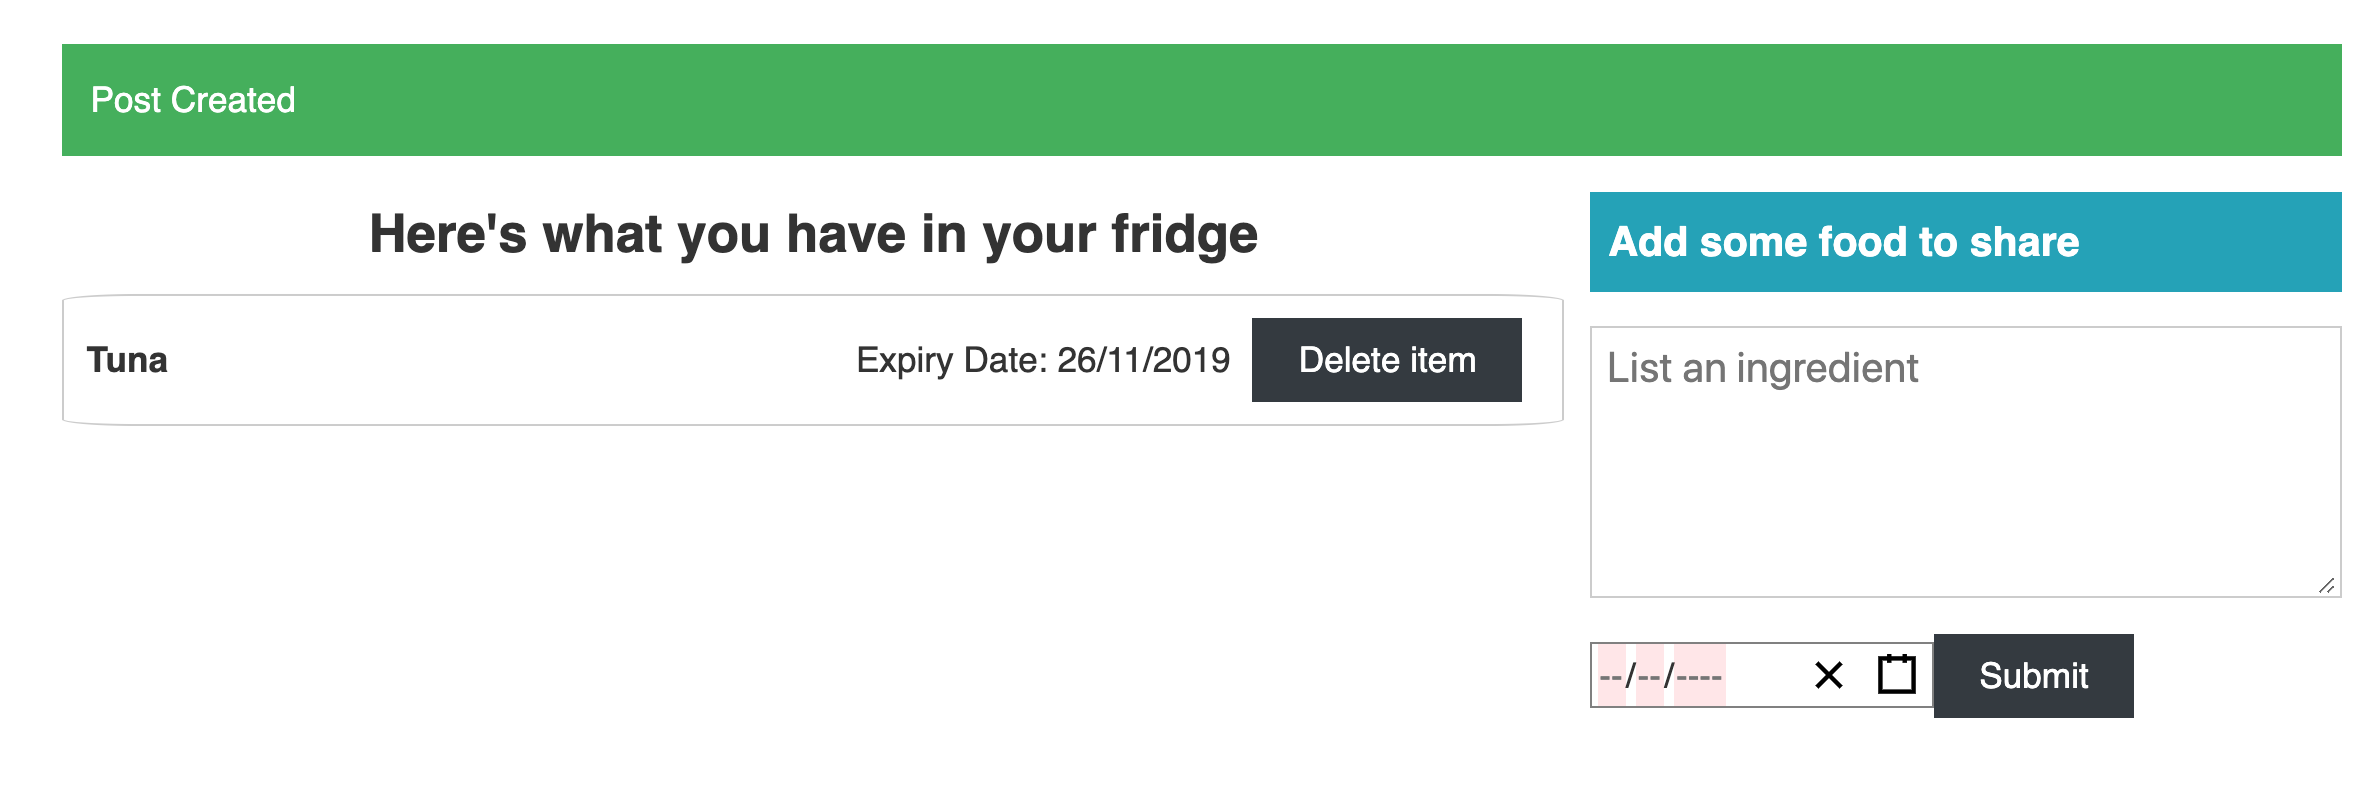 Post Created
Here's what you have in your fridge
Tuna
Expiry Date: 26/11/2019
Delete item
Add some food to share
List an ingredient
--/--/----
Submit